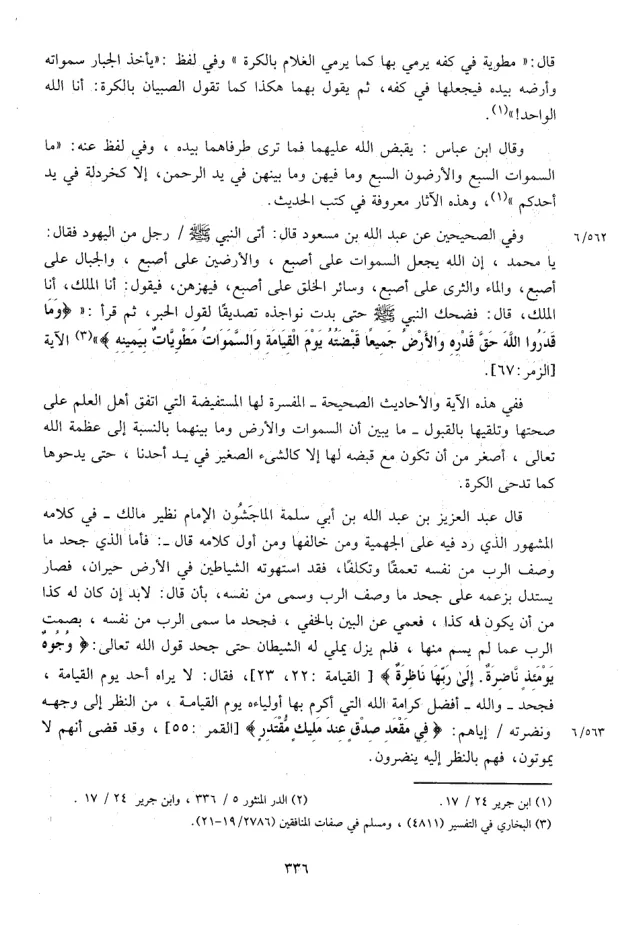 قال: « مطوية في كفه يرمي بها كما يرمي الغلام بالكرة » وفي لفظ : «يأخذ الجبار سمواته
وأرضه بيده فيجعلها في كفه، ثم يقول بهما هكذا كما تقول الصبيان بالكرة: أنا الله
الواحد!»(١).
وقال ابن عباس : يقبض الله عليهما فما ترى طرفاهما بيده ، وفي لفظ عنه: «ما
السموات السبع والأرضون السبع وما فيهن وما بينهن في يد الرحمن، إلا كخردلة في يد
أحدكم »(١)، وهذه الآثار معروفة في كتب الحديث.
٦/٥٦٢ وفي الصحيحين عن عبد الله بن مسعود قال: أتى النبي ﷺ / رجل من اليهود فقال:
يا محمد ، إن الله يجعل السموات على أصبع ، والأرضين على أصبع ، والجبال على
أصبع، والماء والثرى على أصبع، وسائر الخلق على أصبع، فيهزهن، فيقول: أنا الملك، أنا
الملك، قال: فضحك النبي ﷺ حتى بدت نواجذه تصديقًا لقول الحبر، ثم قرأ : « ﴿وَمَا
قَدَرُوا اللَّهَ حَقَّ قَدْرِهِ وَالأَرْضُ جَمِيعًا قَبْضَتُهُ يَوْمَ الْقِيَامَةِ وَالسَّمَوَاتُ مَطْوِيَّاتٌ بِيَمِينِهِ ﴾»(٣) الآية
[الزمر:٦٧].
ففي هذه الآية والأحاديث الصحيحة ـ المفسرة لها المستفيضة التي اتفق أهل العلم على
صحتها وتلقيها بالقبول ـ ما يبين أن السموات والأرض وما بينهما بالنسبة إلى عظمة الله
تعالى ، أصغر من أن تكون مع قبضه لها إلا كالشىء الصغير في يد أحدنا ، حتى يدحوها
كما تدحى الكرة.
قال عبد العزيز بن عبد الله بن أبي سلمة الماجَشُون الإمام نظير مالك ـ في كلامه
المشهور الذي رد فيه على الجهمية ومن خالفها ومن أول كلامه قال ـ: فأما الذي جحد ما
وصف الرب من نفسه تعمقًا وتكلفًا، فقد استهوته الشياطين في الأرض حيران، فصار
يستدل بزعمه على جحد ما وصف الرب وسمى من نفسه، بأن قال: لابد إن كان له كذا
من أن يكون له كذا ، فعمي عن البين بالخفي ، فجحد ما سمى الرب من نفسه ، بصمت
الرب عما لم يسم منها ، فلم يزل يملي له الشيطان حتى جحد قول الله تعالى: ﴿ وُجُوهٌ
يَوْمَئِذٍ نَّاضِرَةٌ. إِلَىٰ رَبِّهَا نَاظِرَةٌ ﴾ [ القيامة :٢٢، ٢٣]، فقال: لا يراه أحد يوم القيامة ،
فجحد ـ والله ـ أفضل كرامة الله التي أكرم بها أولياءه يوم القيامة ، من النظر إلى وجهه
٦/٥٦٣ ونضرته / إياهم: ﴿ فِي مَقْعَدِ صِدْقٍ عِندَ مَلِيكٍ مُّقْتَدِرٍ ﴾ [القمر :٥٥] ، وقد قضى أنهم لا
يموتون، فهم بالنظر إليه ينضرون.
(١) ابن جرير ٢٤ / ١٧ . (٢) الدر المنثور ٥ / ٣٣٦ ، وابن جرير ٢٤ / ١٧ .
(٣) البخاري في التفسير (٤٨١١) ، ومسلم في صفات المنافقين (١٩/٢٧٨٦-٢١).
٣٣٦